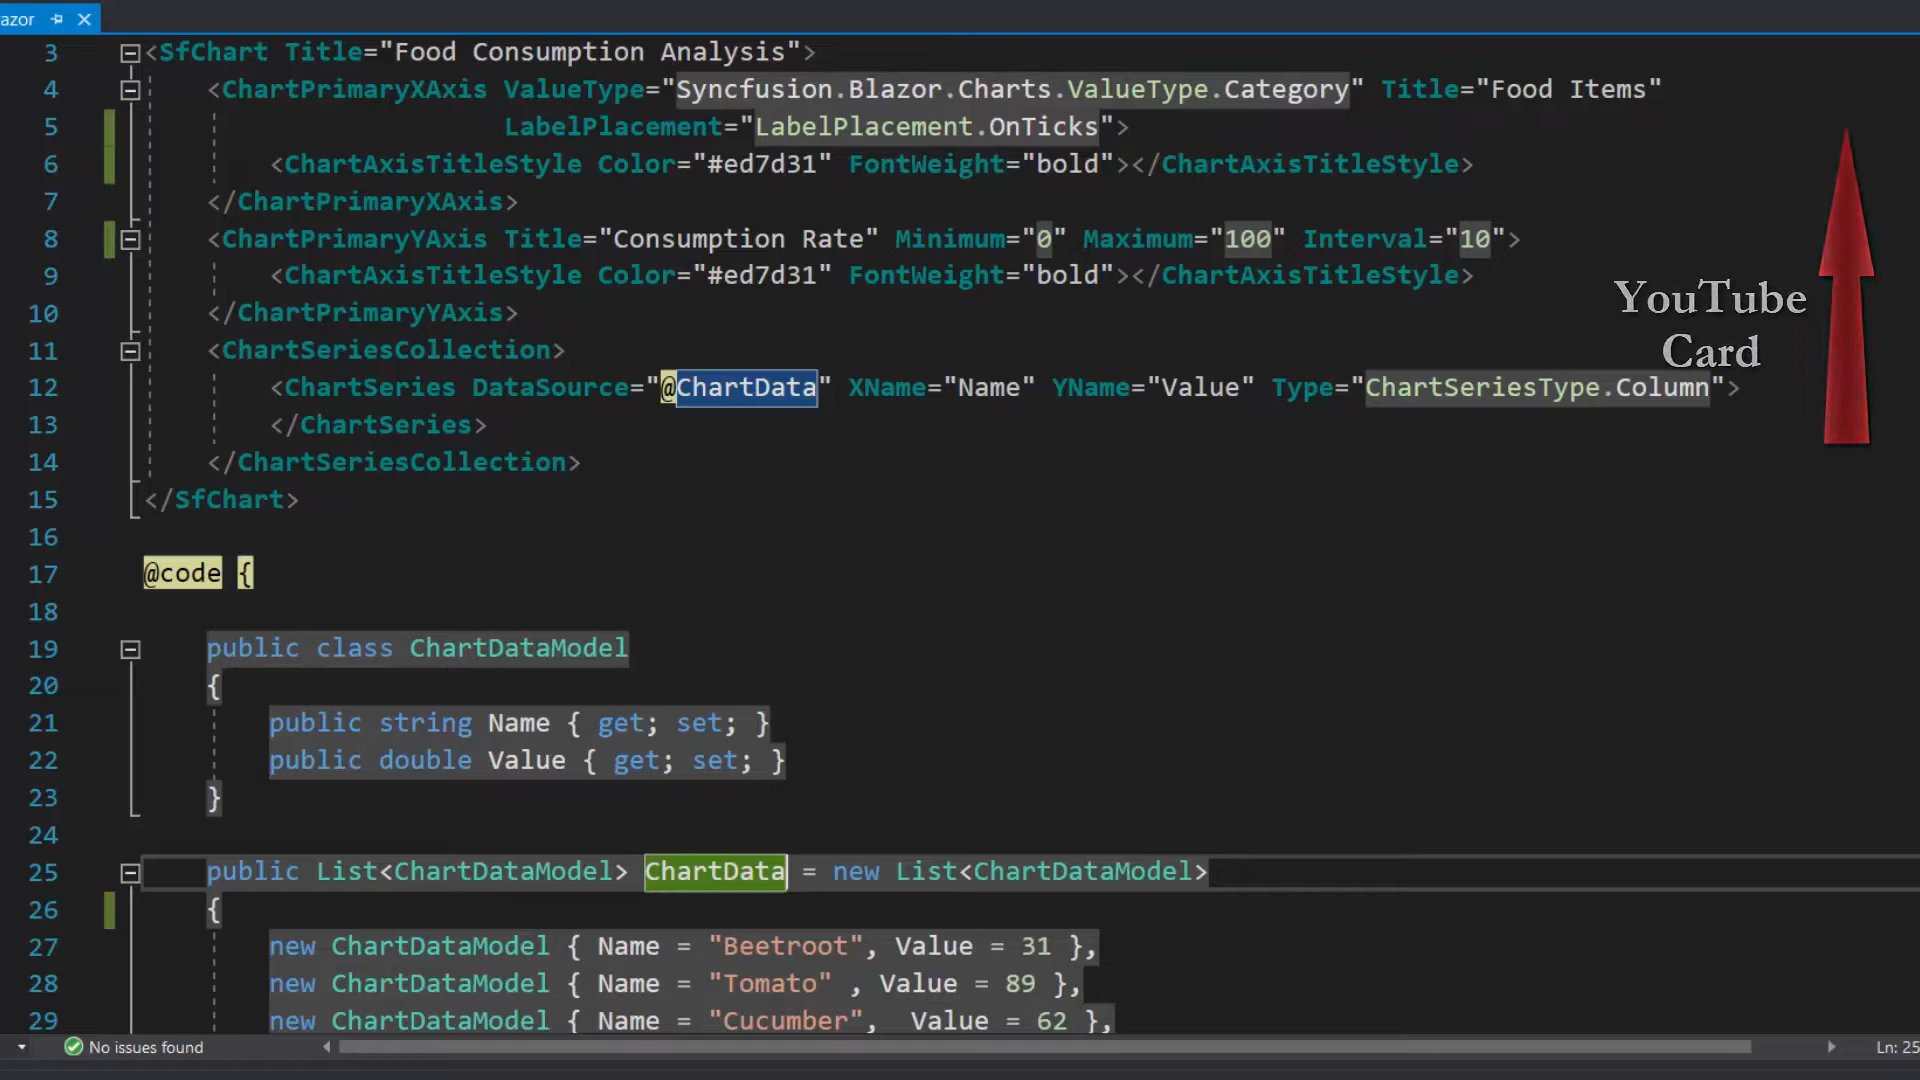 azor
3 <SfChart Title="Food Consumption Analysis">
4 <ChartPrimaryXAxis ValueType="Syncfusion.Blazor.Charts.ValueType.Category" Title="Food Items"
5 LabelPlacement="LabelPlacement.OnTicks">
6 <ChartAxisTitleStyle Color="#ed7d31" FontWeight="bold"></ChartAxisTitleStyle>
7 </ChartPrimaryXAxis>
8 <ChartPrimaryYAxis Title="Consumption Rate" Minimum="0" Maximum="100" Interval="10">
9 <ChartAxisTitleStyle Color="#ed7d31" FontWeight="bold"></ChartAxisTitleStyle>
10 </ChartPrimaryYAxis>
11 <ChartSeriesCollection>
12 <ChartSeries DataSource="@ChartData" XName="Name" YName="Value" Type="ChartSeriesType.Column">
13 </ChartSeries>
14 </ChartSeriesCollection>
15 </SfChart>
16
17 @code {
18
19 public class ChartDataModel
20 {
21 public string Name { get; set; }
22 public double Value { get; set; }
23 }
24
25 public List<ChartDataModel> ChartData = new List<ChartDataModel>
26 {
27 new ChartDataModel { Name = "Beetroot", Value = 31 },
28 new ChartDataModel { Name = "Tomato" , Value = 89 },
29 new ChartDataModel { Name = "Cucumber",  Value = 62 },
YouTube
Card
No issues found
Ln: 25